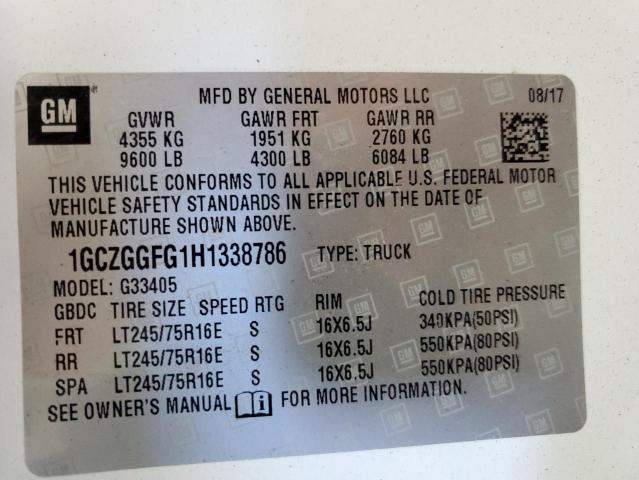 GM MFD BY GENERAL MOTORS LLC 08/17
GVWR GAWR FRT GAWR RR
4355 KG 1951 KG 2760 KG
9600 LB 4300 LB 6084 LB
THIS VEHICLE CONFORMS TO ALL APPLICABLE U.S. FEDERAL MOTOR
VEHICLE SAFETY STANDARDS IN EFFECT ON THE DATE OF
MANUFACTURE SHOWN ABOVE.
1GCZGGFG1H1338786 TYPE: TRUCK
MODEL: G33405
GBDC TIRE SIZE SPEED RTG RIM COLD TIRE PRESSURE
FRT LT245/75R16E S 16X6.5J 340KPA(50PSI)
RR LT245/75R16E S 16X6.5J 550KPA(80PSI)
SPA LT245/75R16E S 16X6.5J 550KPA(80PSI)
SEE OWNER'S MANUAL i FOR MORE INFORMATION.